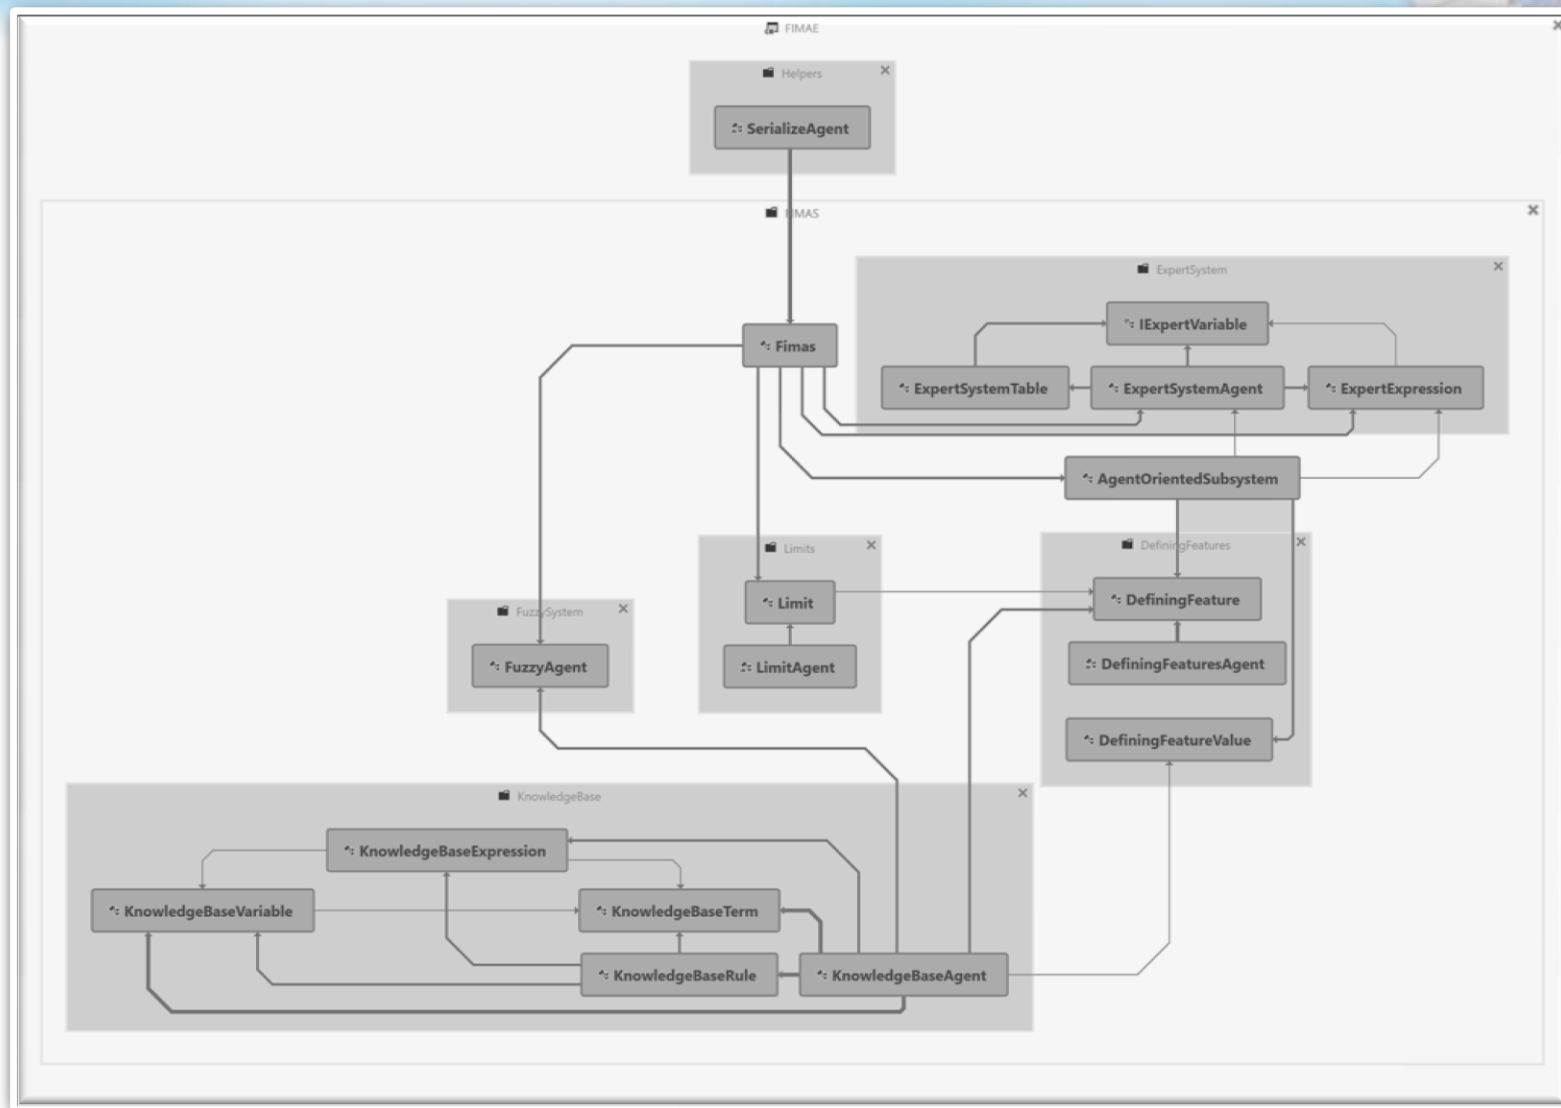 FIMAE
Helpers
SerializeAgent
FIMAS
ExpertSystem
IExpertVariable
Fimas
ExpertSystemTable
ExpertSystemAgent
ExpertExpression
AgentOrientedSubsystem
Limits
DefiningFeatures
Limit
DefiningFeature
FuzzySystem
FuzzyAgent
LimitAgent
DefiningFeaturesAgent
DefiningFeatureValue
KnowledgeBase
KnowledgeBaseExpression
KnowledgeBaseVariable
KnowledgeBaseTerm
KnowledgeBaseRule
KnowledgeBaseAgent